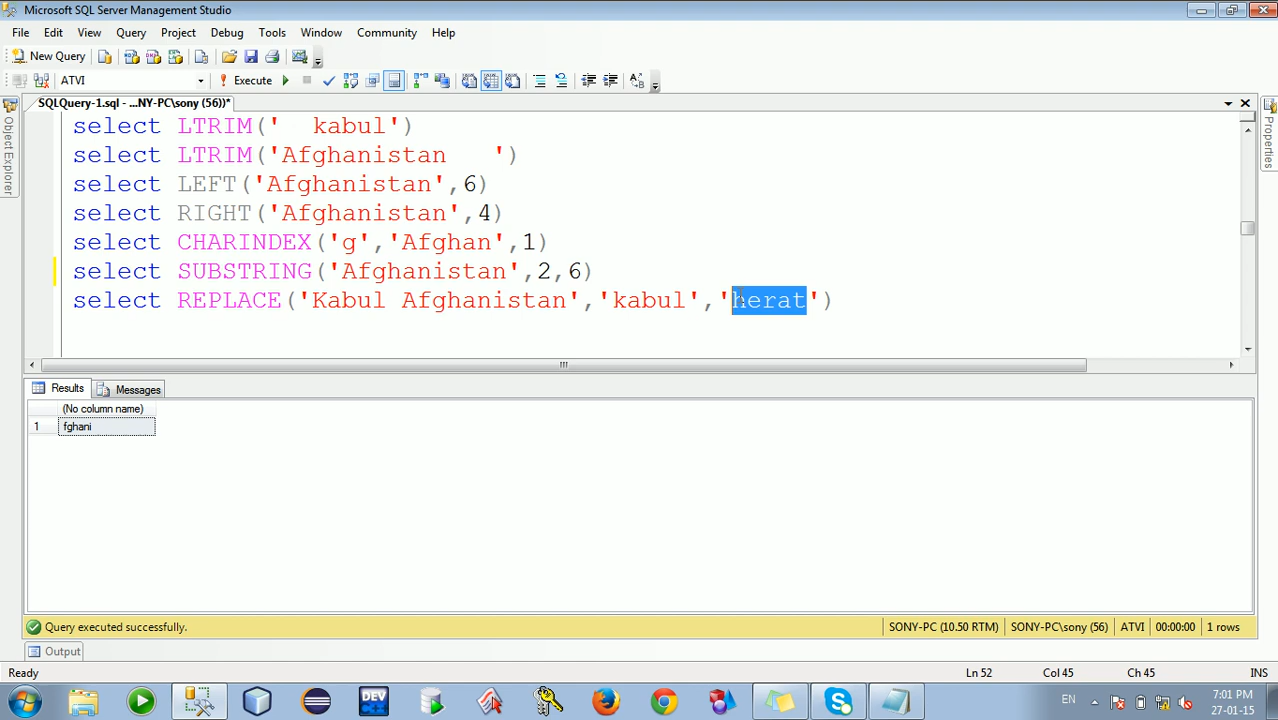 Microsoft SQL Server Management Studio
File Edit View Query Project Debug Tools Window Community Help
New Query
ATVI Execute
SQLQuery-1.sql - ...NY-PC\sony (56))*
Object Explorer
Properties
select LTRIM('   kabul')
select LTRIM('Afghanistan   ')
select LEFT('Afghanistan',6)
select RIGHT('Afghanistan',4)
select CHARINDEX('g','Afghan',1)
select SUBSTRING('Afghanistan',2,6)
select REPLACE('Kabul Afghanistan','kabul','herat')
Results Messages
(No column name)
1 fghani
Query executed successfully. SONY-PC (10.50 RTM) SONY-PC\sony (56) ATVI 00:00:00 1 rows
Output
Ready Ln 52 Col 45 Ch 45 INS
DEV
EN 7:01 PM
27-01-15